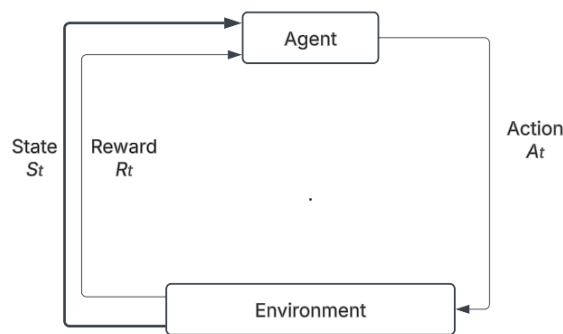 Agent
State
St
Reward
Rt
Action
At
Environment